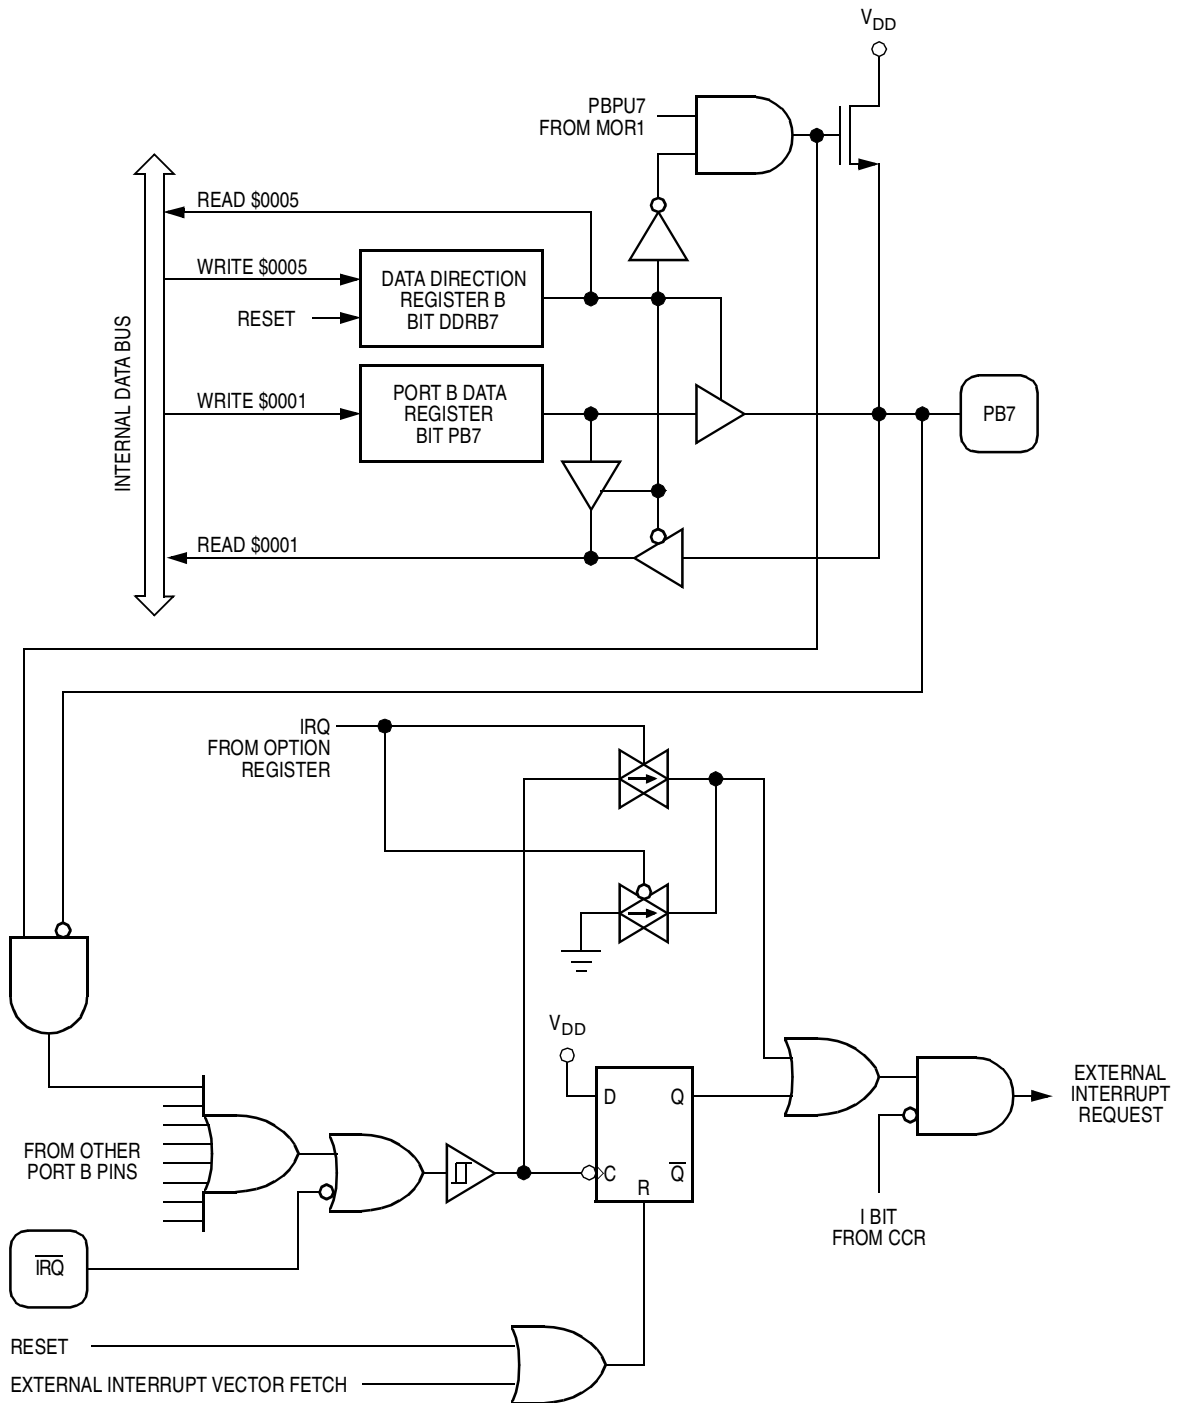 VDD
PBPU7
FROM MOR1
READ $0005
WRITE $0005
DATA DIRECTION
REGISTER B
BIT DDRB7
RESET
INTERNAL DATA BUS
WRITE $0001
PORT B DATA
REGISTER
BIT PB7
PB7
READ $0001
IRQ
FROM OPTION
REGISTER
VDD
D
Q
C
Q̅
R
EXTERNAL
INTERRUPT
REQUEST
FROM OTHER
PORT B PINS
I BIT
FROM CCR
I̅R̅Q̅
RESET
EXTERNAL INTERRUPT VECTOR FETCH